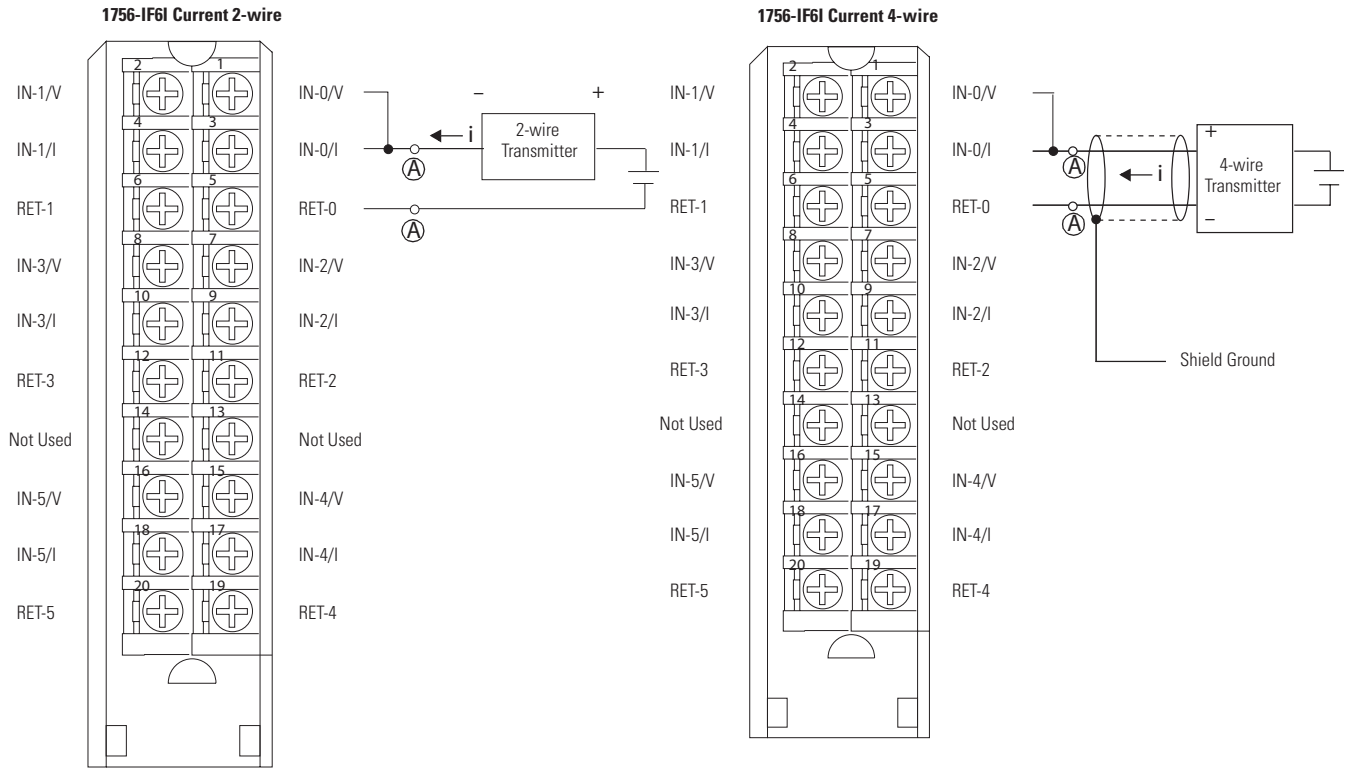 1756-IF6I Current 2-wire
2 1
IN-1/V IN-0/V
4 3
IN-1/I IN-0/I
6 5
RET-1 RET-0
8 7
IN-3/V IN-2/V
10 9
IN-3/I IN-2/I
12 11
RET-3 RET-2
14 13
Not Used Not Used
16 15
IN-5/V IN-4/V
18 17
IN-5/I IN-4/I
20 19
RET-5 RET-4
– +
i
2-wire
Transmitter
A
A
1756-IF6I Current 4-wire
2 1
IN-1/V IN-0/V
4 3
IN-1/I IN-0/I
6 5
RET-1 RET-0
8 7
IN-3/V IN-2/V
10 9
IN-3/I IN-2/I
12 11
RET-3 RET-2
14 13
Not Used Not Used
16 15
IN-5/V IN-4/V
18 17
IN-5/I IN-4/I
20 19
RET-5 RET-4
+
A
i
4-wire
Transmitter
A
–
Shield Ground